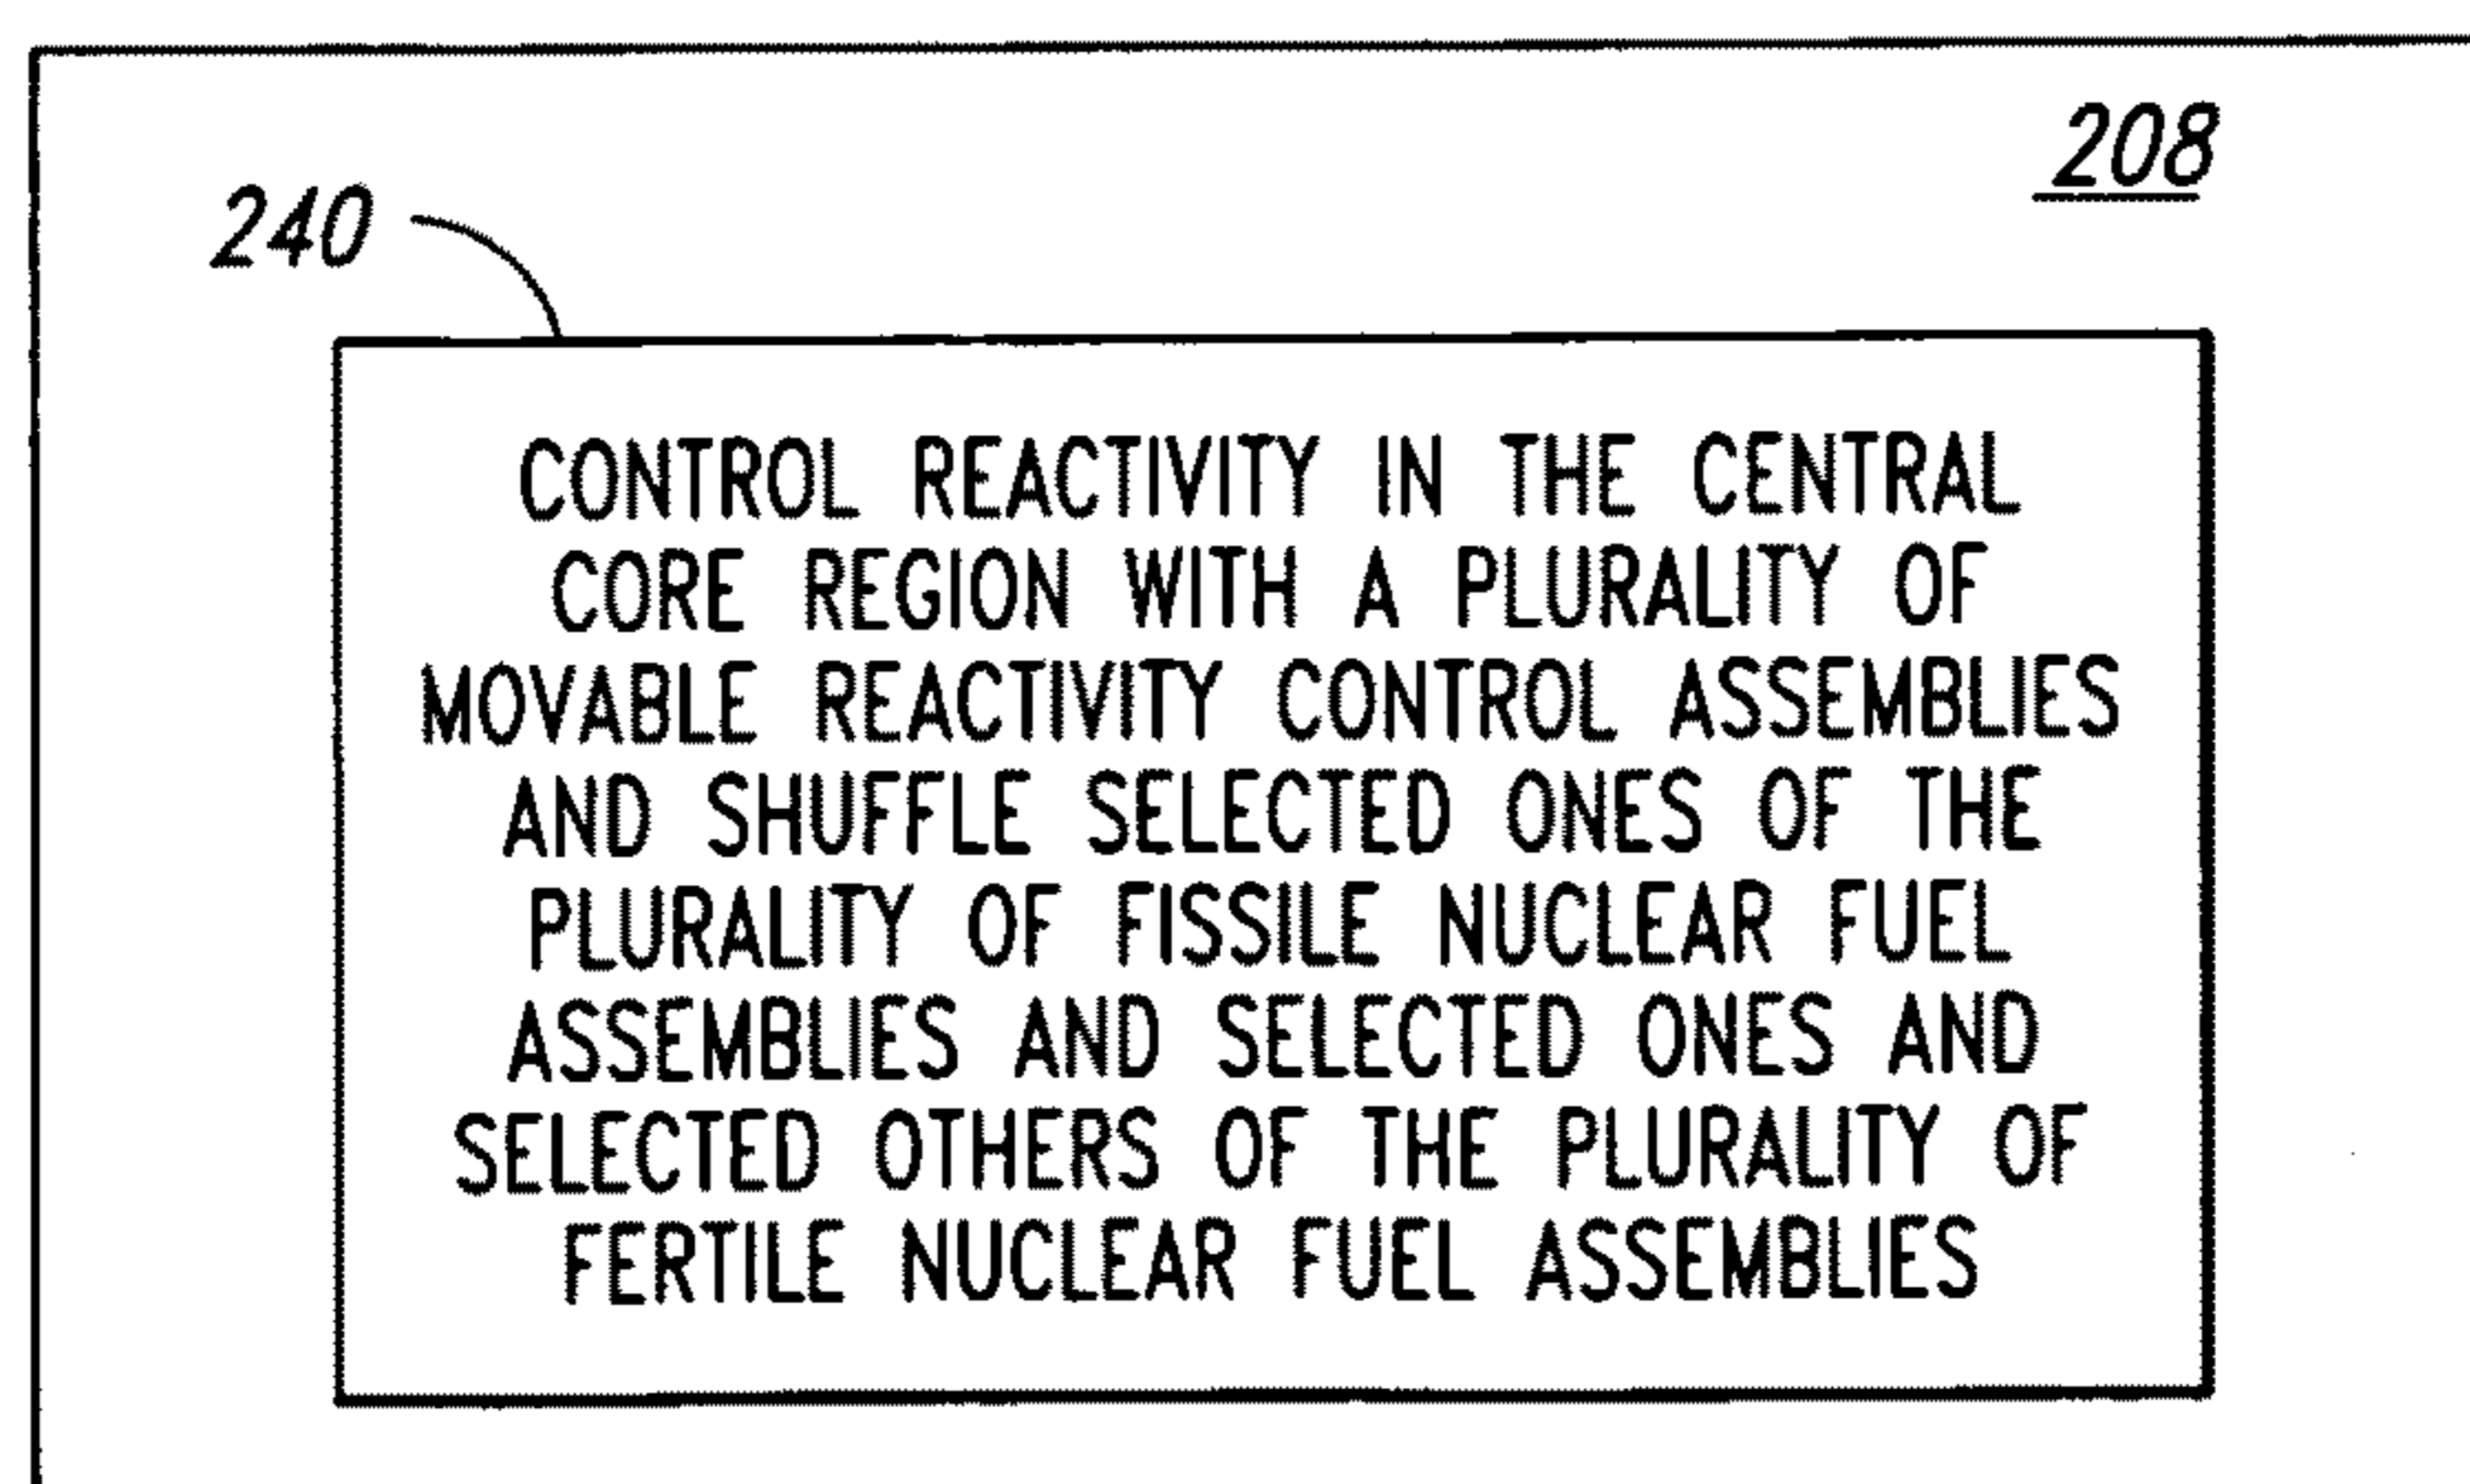 208
240
CONTROL REACTIVITY IN THE CENTRAL
CORE REGION WITH A PLURALITY OF
MOVABLE REACTIVITY CONTROL ASSEMBLIES
AND SHUFFLE SELECTED ONES OF THE
PLURALITY OF FISSILE NUCLEAR FUEL
ASSEMBLIES AND SELECTED ONES AND
SELECTED OTHERS OF THE PLURALITY OF
FERTILE NUCLEAR FUEL ASSEMBLIES